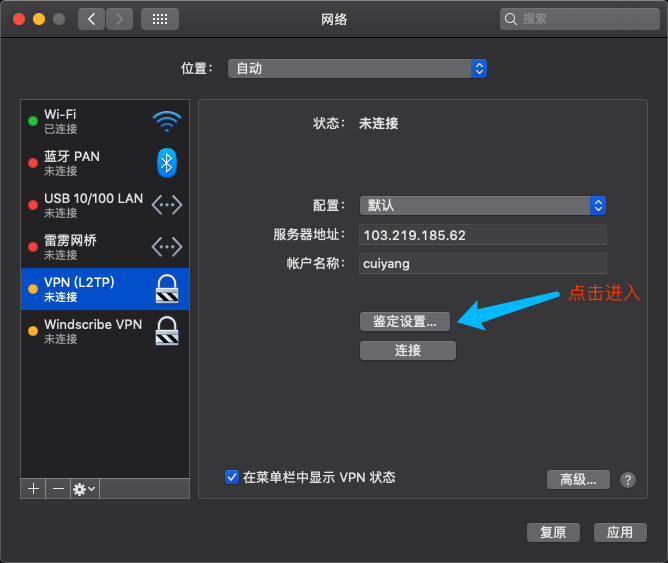 网络
搜索
位置： 自动
Wi-Fi
已连接
蓝牙 PAN
未连接
USB 10/100 LAN
未连接
雷雳网桥
未连接
VPN (L2TP)
未连接
Windscribe VPN
未连接
状态： 未连接
配置： 默认
服务器地址： 103.219.185.62
帐户名称： cuiyang
点击进入
鉴定设置...
连接
在菜单栏中显示 VPN 状态
高级...
?
复原
应用